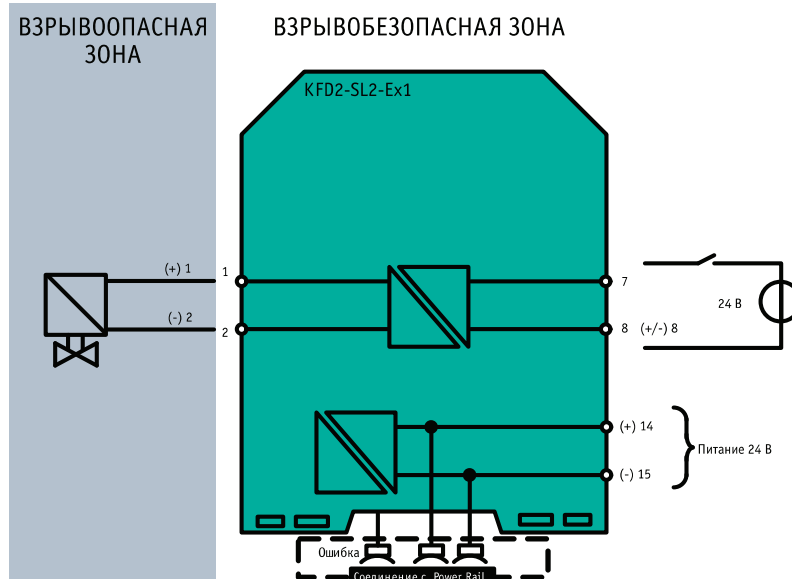 ВЗРЫВООПАСНАЯ
ЗОНА
ВЗРЫВОБЕЗОПАСНАЯ ЗОНА
KFD2-SL2-Ex1
(+) 1
1
7
24 В
(-) 2
2
8
(+/-) 8
(+) 14
Питание 24 В
(-) 15
Ошибка
Соединение с Power Rail